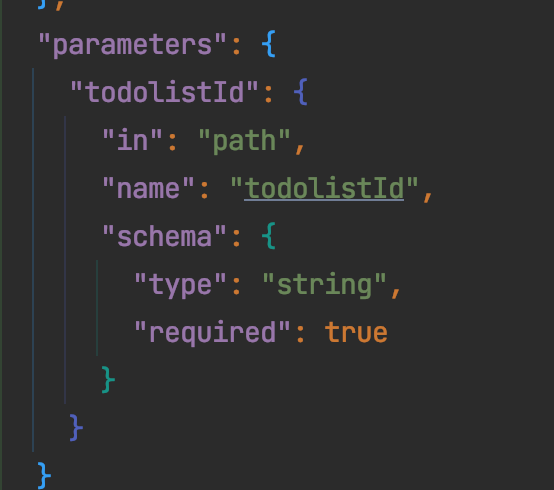 },
"parameters": {
"todolistId": {
"in": "path",
"name": "todolistId",
"schema": {
"type": "string",
"required": true
}
}
}